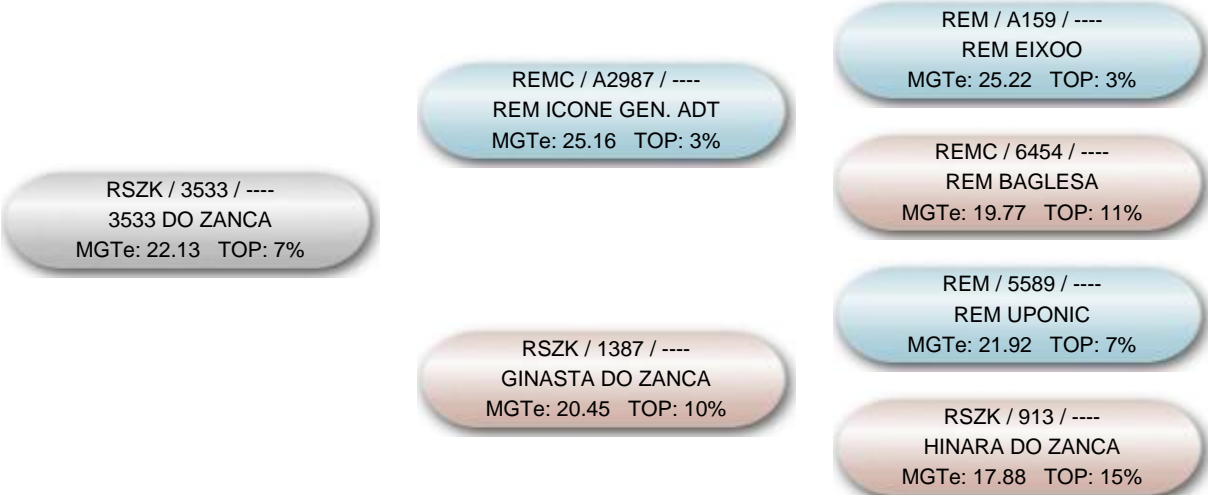 RSZK / 3533 / ----
3533 DO ZANCA
MGTe: 22.13 TOP: 7%
REMC / A2987 / ----
REM ICONE GEN. ADT
MGTe: 25.16 TOP: 3%
RSZK / 1387 / ----
GINASTA DO ZANCA
MGTe: 20.45 TOP: 10%
REM / A159 / ----
REM EIXOO
MGTe: 25.22 TOP: 3%
REMC / 6454 / ----
REM BAGLESA
MGTe: 19.77 TOP: 11%
REM / 5589 / ----
REM UPONIC
MGTe: 21.92 TOP: 7%
RSZK / 913 / ----
HINARA DO ZANCA
MGTe: 17.88 TOP: 15%